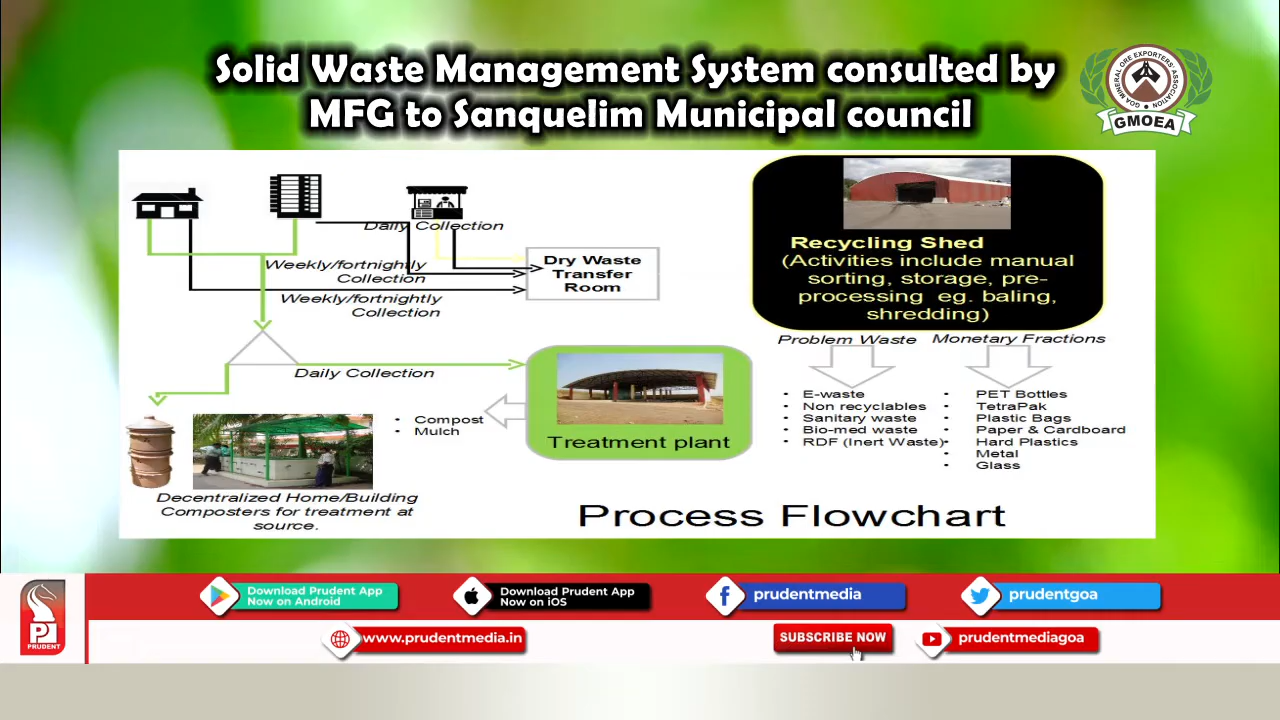 Solid Waste Management System consulted by
MFG to Sanquelim Municipal council
GOA MINERAL ORE EXPORTERS' ASSOCIATION
GMOEA
Daily Collection
Weekly/fortnightly
Collection
Weekly/fortnightly
Collection
Dry Waste
Transfer
Room
Daily Collection
• Compost
• Mulch
Treatment plant
Decentralized Home/Building
Composters for treatment at
source.
Recycling Shed
(Activities include manual
sorting, storage, pre-
processing eg. baling,
shredding)
Problem Waste
• E-waste
• Non recyclables
• Sanitary waste
• Bio-med waste
• RDF (Inert Waste)
Monetary Fractions
• PET Bottles
• TetraPak
• Plastic Bags
• Paper & Cardboard
• Hard Plastics
• Metal
• Glass
Process Flowchart
PRUDENT
Download Prudent App
Now on Android
Download Prudent App
Now on iOS
prudentmedia
prudentgoa
www.prudentmedia.in
SUBSCRIBE NOW
prudentmediagoa